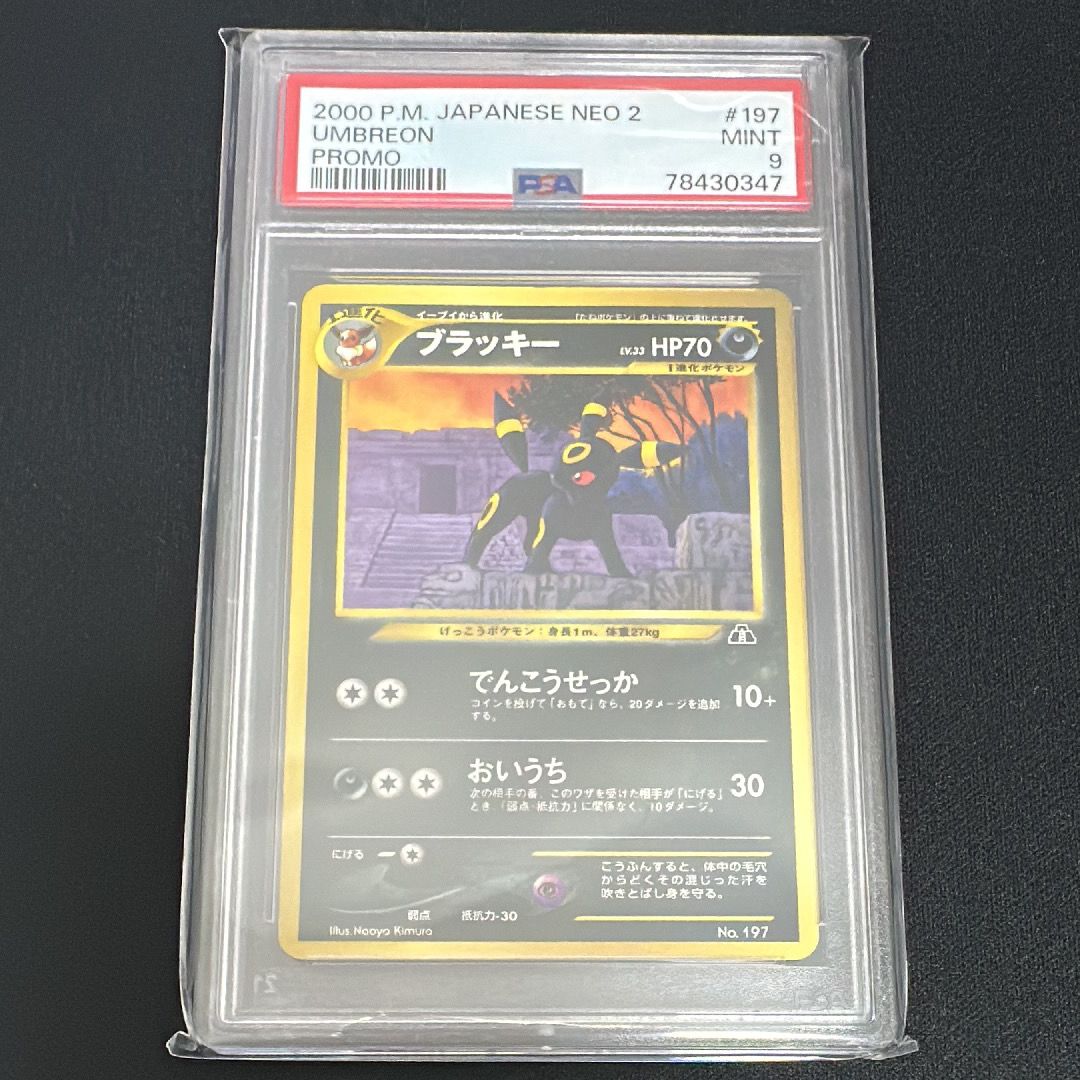 2000 P.M. JAPANESE NEO 2 #197
UMBREON MINT
PROMO 9
PSA 78430347
イーブイから進化 「たねポケモン」の上に重ねて進化させます。
進化
ブラッキー LV.33 HP70
1進化ポケモン
げっこうポケモン：身長1m、体重27kg
でんこうせっか 10+
コインを投げて「おもて」なら、20ダメージを追加
する。
おいうち 30
次の相手の番、このワザを受けた相手が「にげる」
とき、「弱点・抵抗力」に関係なく、10ダメージ。
にげる
こうふんすると、体中の毛穴
からどくその混じった汗を
吹きとばし身を守る。
弱点 抵抗力-30
Illus. Naoyo Kimura No. 197